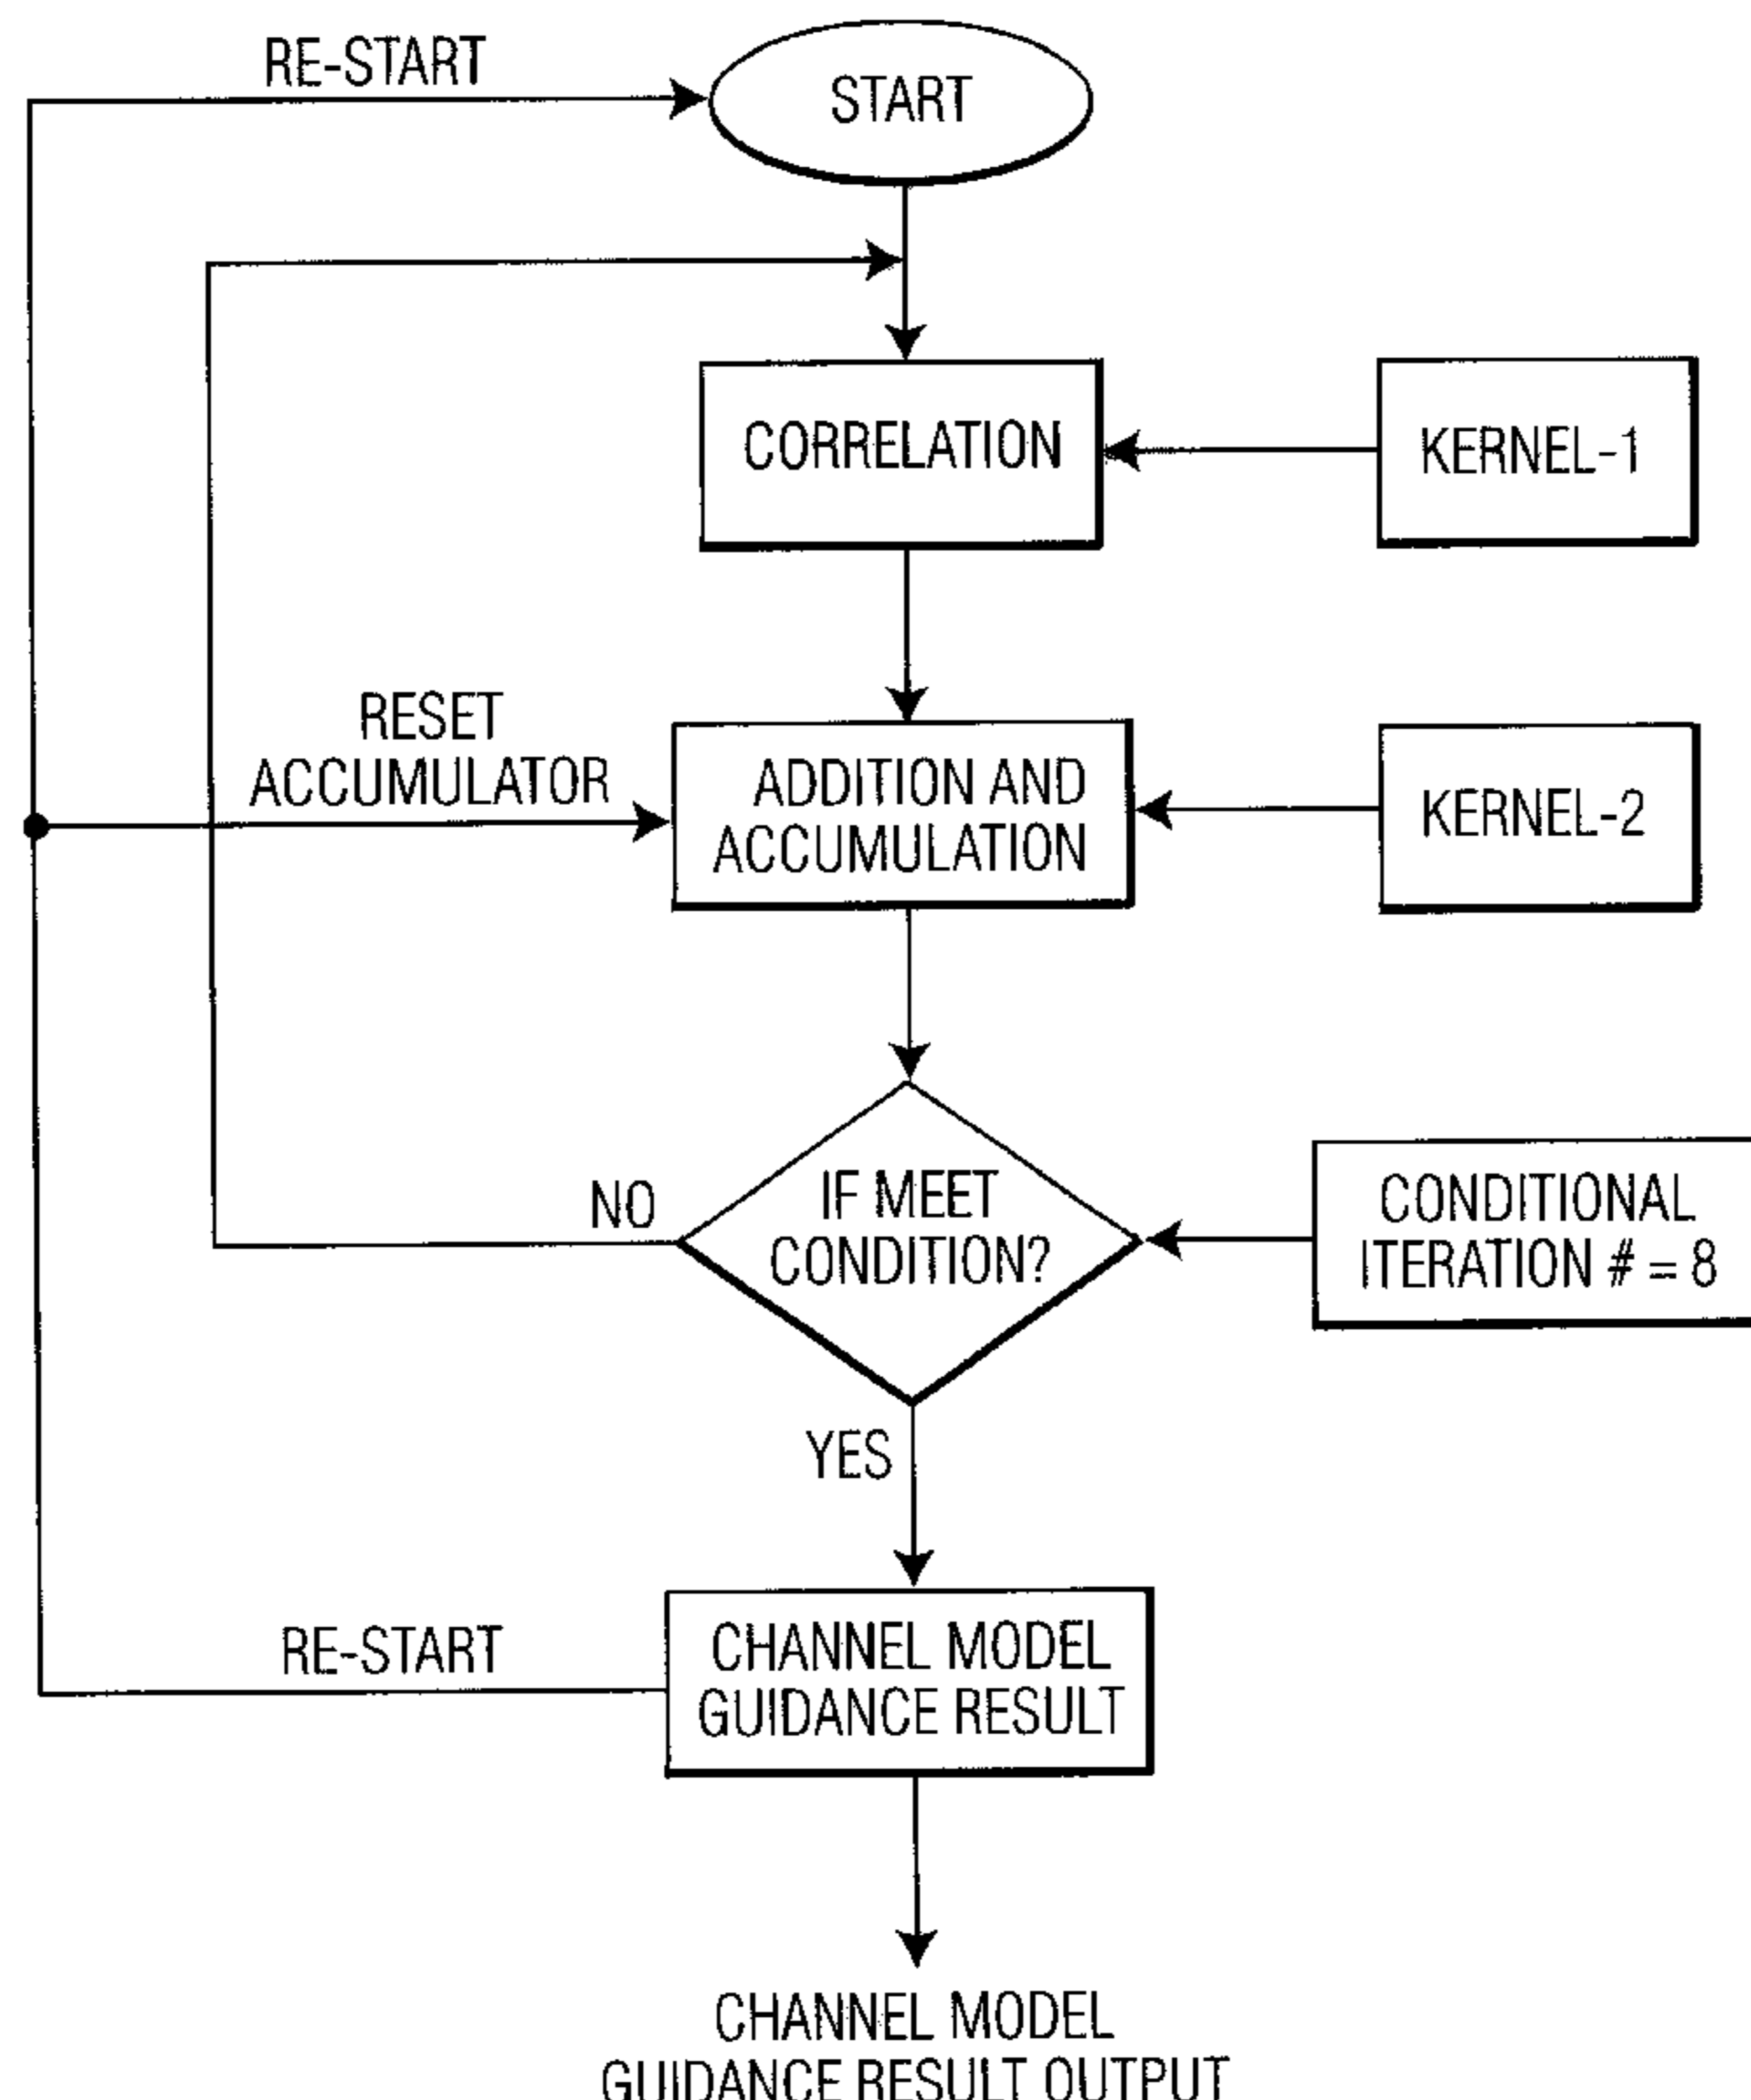 RE-START
START
CORRELATION
KERNEL-1
RESET
ACCUMULATOR
ADDITION AND
ACCUMULATION
KERNEL-2
NO
IF MEET
CONDITION?
CONDITIONAL
ITERATION # = 8
YES
RE-START
CHANNEL MODEL
GUIDANCE RESULT
CHANNEL MODEL
GUIDANCE RESULT OUTPUT